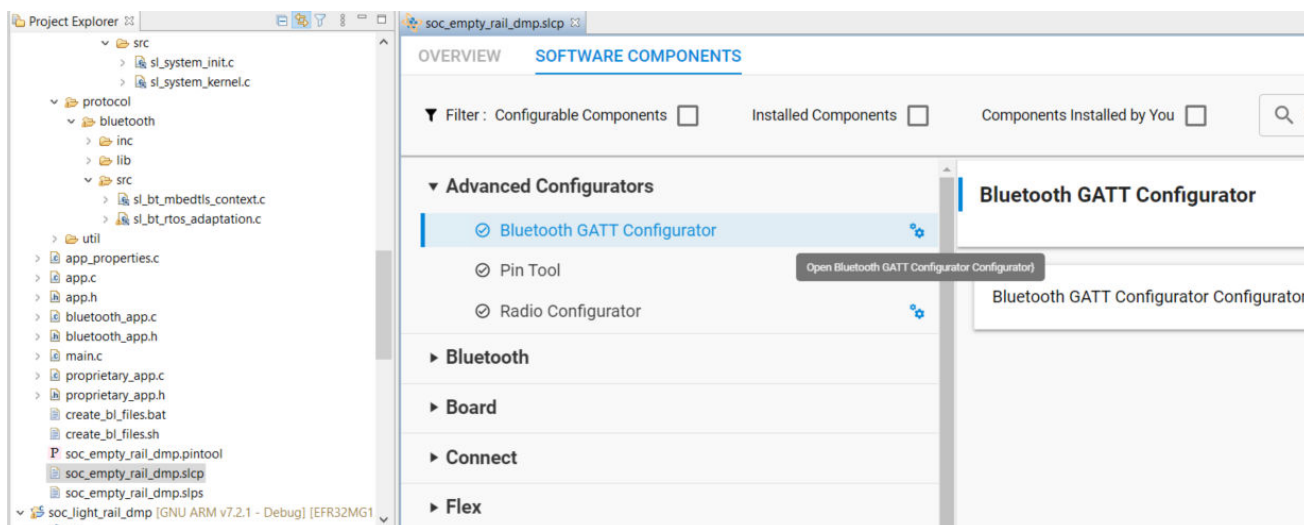 Project Explorer
src
sl_system_init.c
sl_system_kernel.c
protocol
bluetooth
inc
lib
src
sl_bt_mbedtls_context.c
sl_bt_rtos_adaptation.c
util
app_properties.c
app.c
app.h
bluetooth_app.c
bluetooth_app.h
main.c
proprietary_app.c
proprietary_app.h
create_bl_files.bat
create_bl_files.sh
soc_empty_rail_dmp.pintool
soc_empty_rail_dmp.slcp
soc_empty_rail_dmp.slps
soc_light_rail_dmp [GNU ARM v7.2.1 - Debug] [EFR32MG1
soc_empty_rail_dmp.slcp
OVERVIEW SOFTWARE COMPONENTS
Filter : Configurable Components Installed Components Components Installed by You
Advanced Configurators
Bluetooth GATT Configurator
Pin Tool
Radio Configurator
Bluetooth
Board
Connect
Flex
Bluetooth GATT Configurator
Open Bluetooth GATT Configurator Configurator)
Bluetooth GATT Configurator Configurator